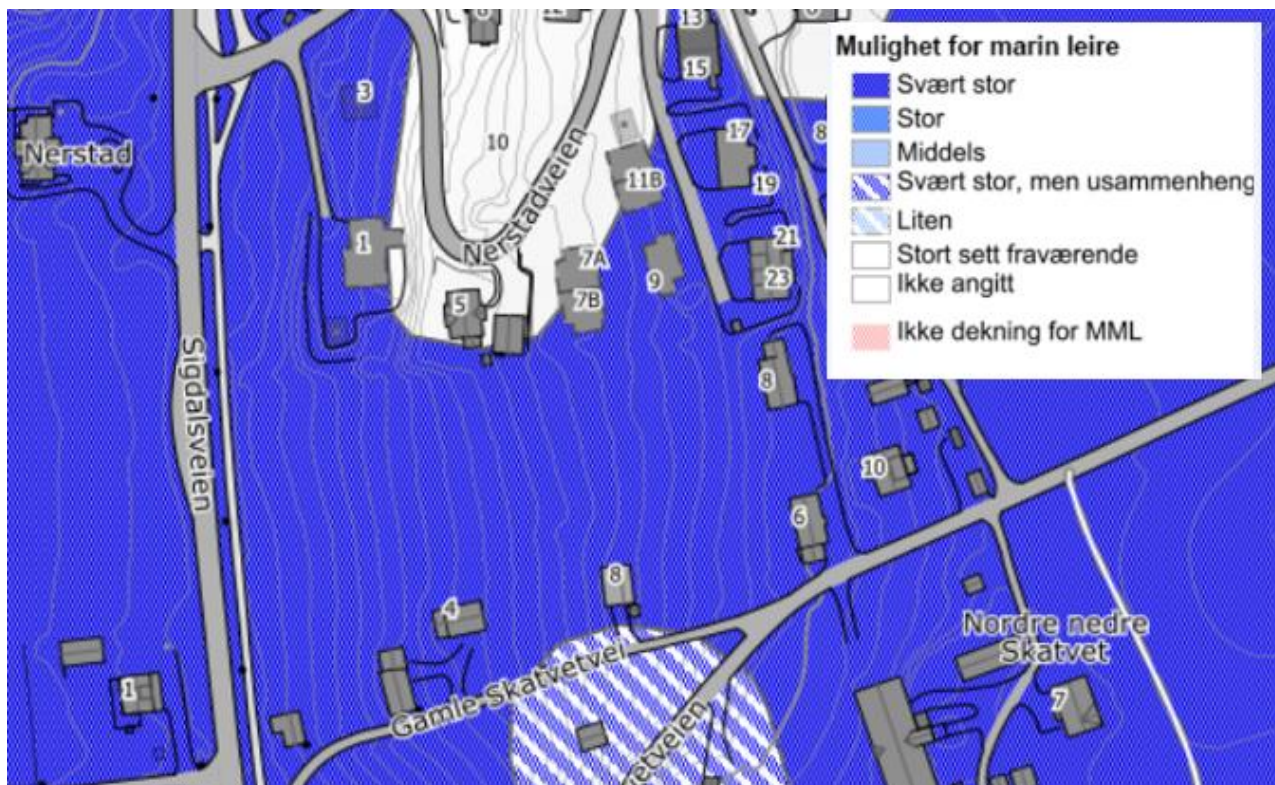 Mulighet for marin leire
Svært stor
Stor
Middels
Svært stor, men usammenheng
Liten
Stort sett fraværende
Ikke angitt
Ikke dekning for MML
13
15
3
10
17
8
Nerstad
11B
19
Nerstadveien
1
21
7A
9
23
5
7B
Sigdalsveien
8
10
6
8
4
Nordre nedre
Skatvet
Gamle Skatvetvei
1
7
etveien